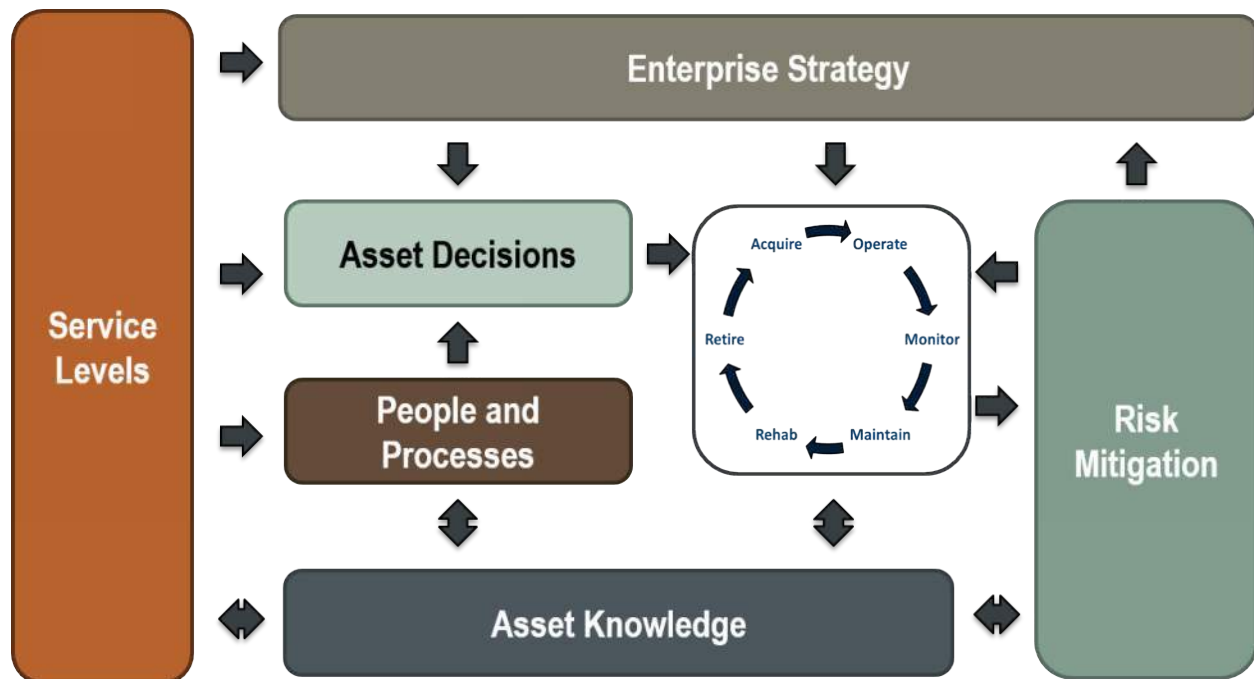 Enterprise Strategy
Service
Levels
Asset Decisions
People and
Processes
Acquire
Operate
Retire
Monitor
Rehab
Maintain
Risk
Mitigation
Asset Knowledge